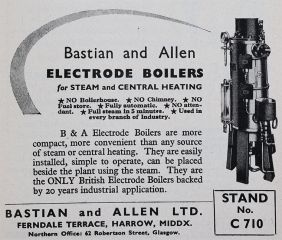 Bastian and Allen
ELECTRODE BOILERS
for STEAM and CENTRAL HEATING
★ NO Boilerhouse. ★ NO Chimney. ★ NO
Fuel store. ★ Fully automatic. ★ NO atten-
dant. ★ Full steam in 5 minutes. ★ Used in
every branch of Industry.
B & A Electrode Boilers are more
compact, more convenient than any source
of steam or central heating. They are easily
installed, simple to operate, can be placed
beside the plant using the steam. They are
the ONLY British Electrode Boilers backed
by 20 years industrial application.
BASTIAN and ALLEN LTD.
FERNDALE TERRACE, HARROW, MIDDX.
Northern Office: 62 Robertson Street, Glasgow.
STAND
No.
C 710